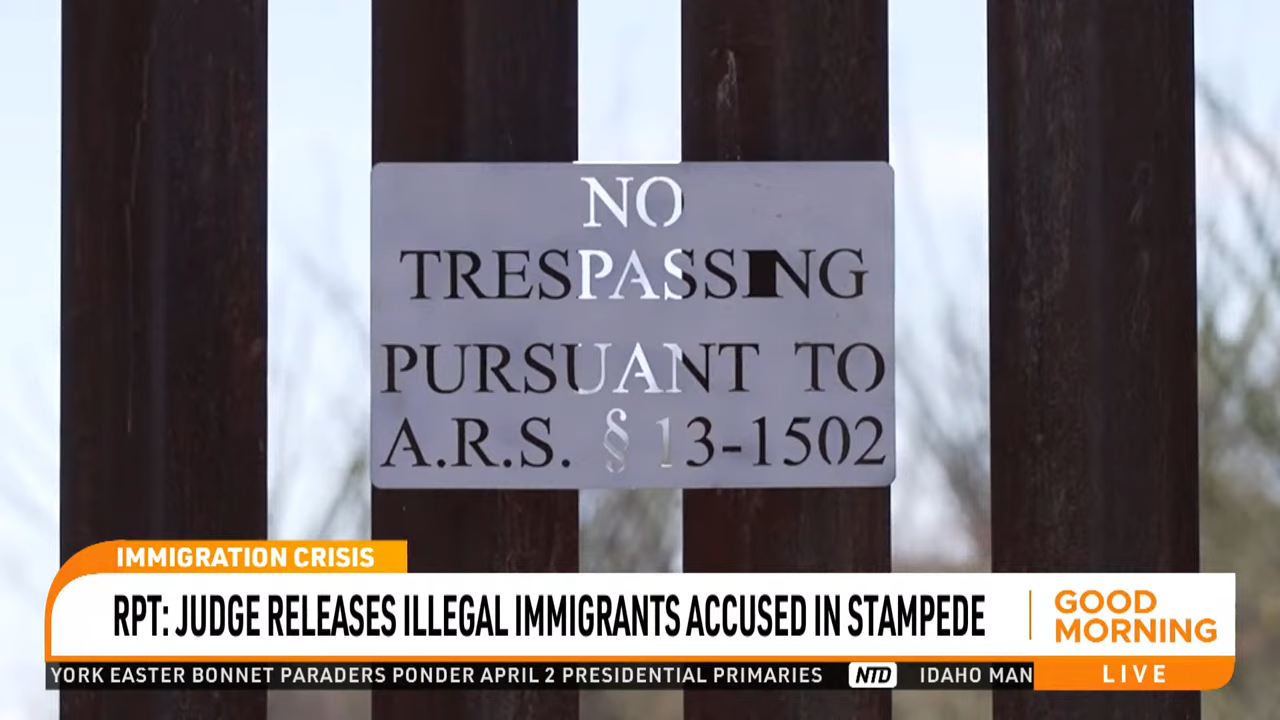 NO
TRESPASSING
PURSUANT TO
A.R.S. § 13-1502
IMMIGRATION CRISIS
RPT: JUDGE RELEASES ILLEGAL IMMIGRANTS ACCUSED IN STAMPEDE
GOOD
MORNING
YORK EASTER BONNET PARADERS PONDER APRIL 2 PRESIDENTIAL PRIMARIES NTD IDAHO MAN
LIVE